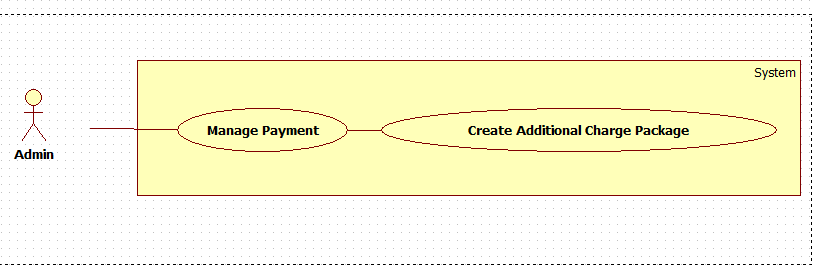 System
Manage Payment
Create Additional Charge Package
Admin